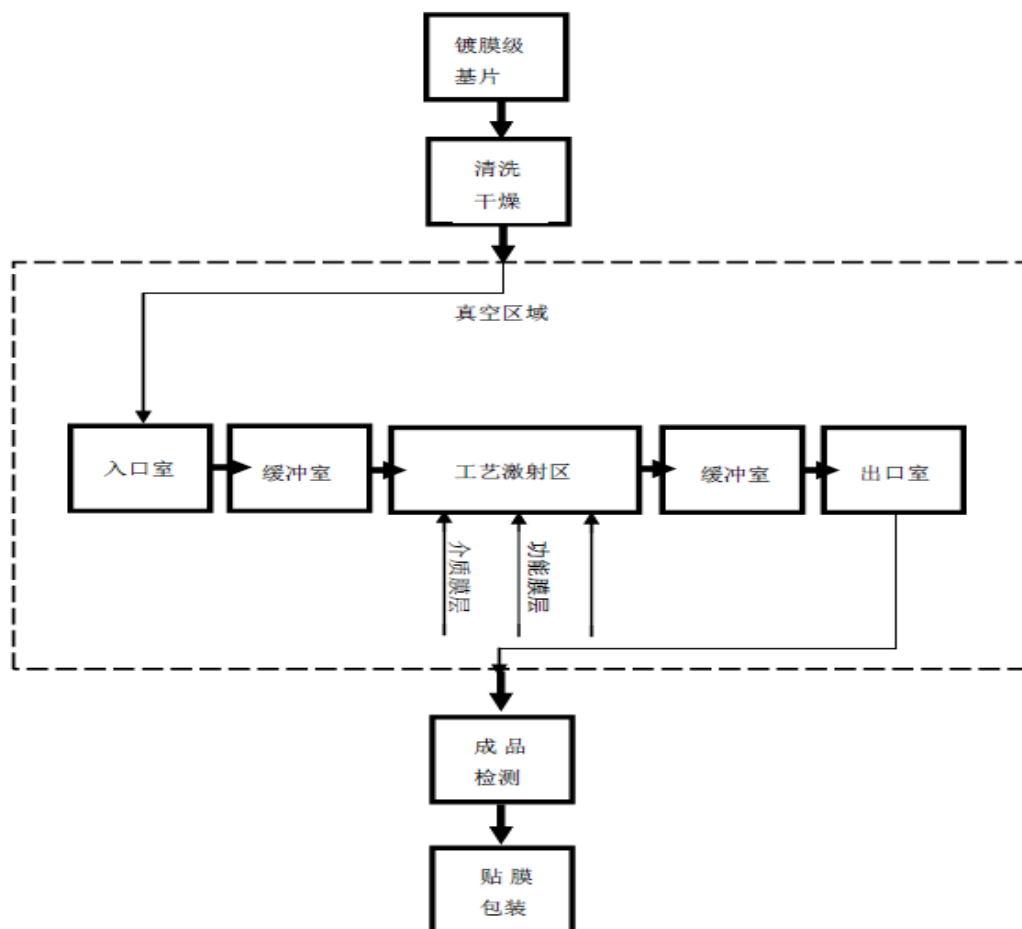 镀膜级
基片
清洗
干燥
真空区域
入口室
缓冲室
工艺激射区
缓冲室
出口室
介质膜层
功能膜层
成品
检测
贴膜
包装